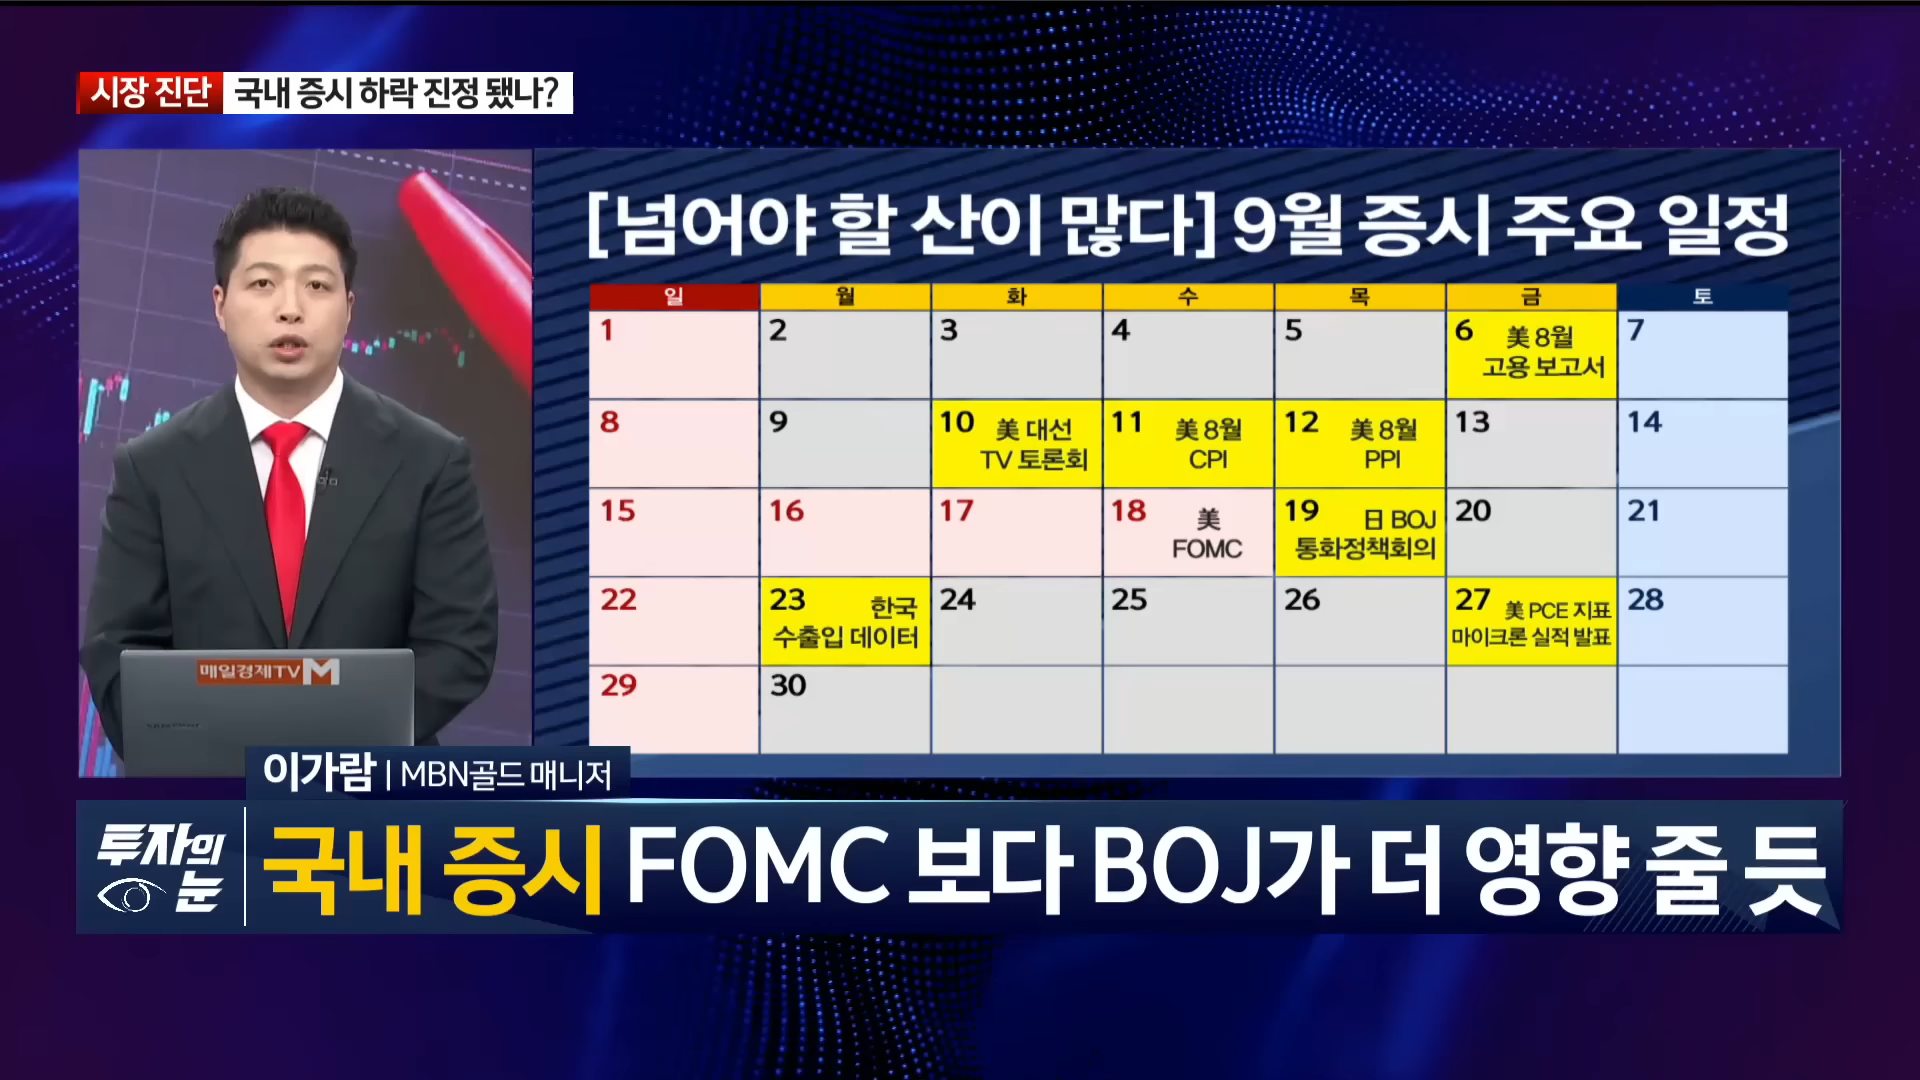 시장 진단 국내 증시 하락 진정 됐나?
[넘어야 할 산이 많다] 9월 증시 주요 일정
일 월 화 수 목 금 토
1 2 3 4 5 6 美 8월 고용 보고서 7
8 9 10 美 대선 TV 토론회 11 美 8월 CPI 12 美 8월 PPI 13 14
15 16 17 18 美 FOMC 19 日 BOJ 통화정책회의 20 21
22 23 한국 수출입 데이터 24 25 26 27 美 PCE 지표 마이크론 실적 발표 28
29 30
매일경제TV M
이가람 | MBN골드 매니저
투자의 눈
국내 증시 FOMC 보다 BOJ가 더 영향 줄 듯